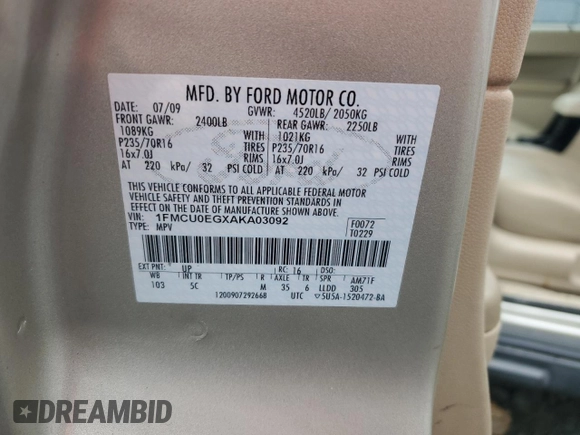 MFD. BY FORD MOTOR CO.
DATE: 07/09 GVWR: 4520LB/ 2050KG
FRONT GAWR: 2400LB REAR GAWR: 2250LB
1089KG WITH 1021KG WITH
P235/70R16 TIRES P235/70R16 TIRES
16x7.0J RIMS 16x7.0J RIMS
AT 220 kPa/ 32 PSI COLD AT 220 kPa/ 32 PSI COLD
THIS VEHICLE CONFORMS TO ALL APPLICABLE FEDERAL MOTOR
VEHICLE SAFETY AND THEFT PREVENTION STANDARDS IN
EFFECT ON THE DATE OF MANUFACTURE SHOWN ABOVE.
VIN: 1FMCU0EGXAKA03092 F0072
TYPE: MPV T0229
EXT PNT: UP RC: 16 DSO:
WB INT TR TP/PS R AXLE TR SPR AM71F
103 5C M 35 6 LLDD 305
1200907292668 UTC ▽5U5A-1520472-BA
DREAMBID